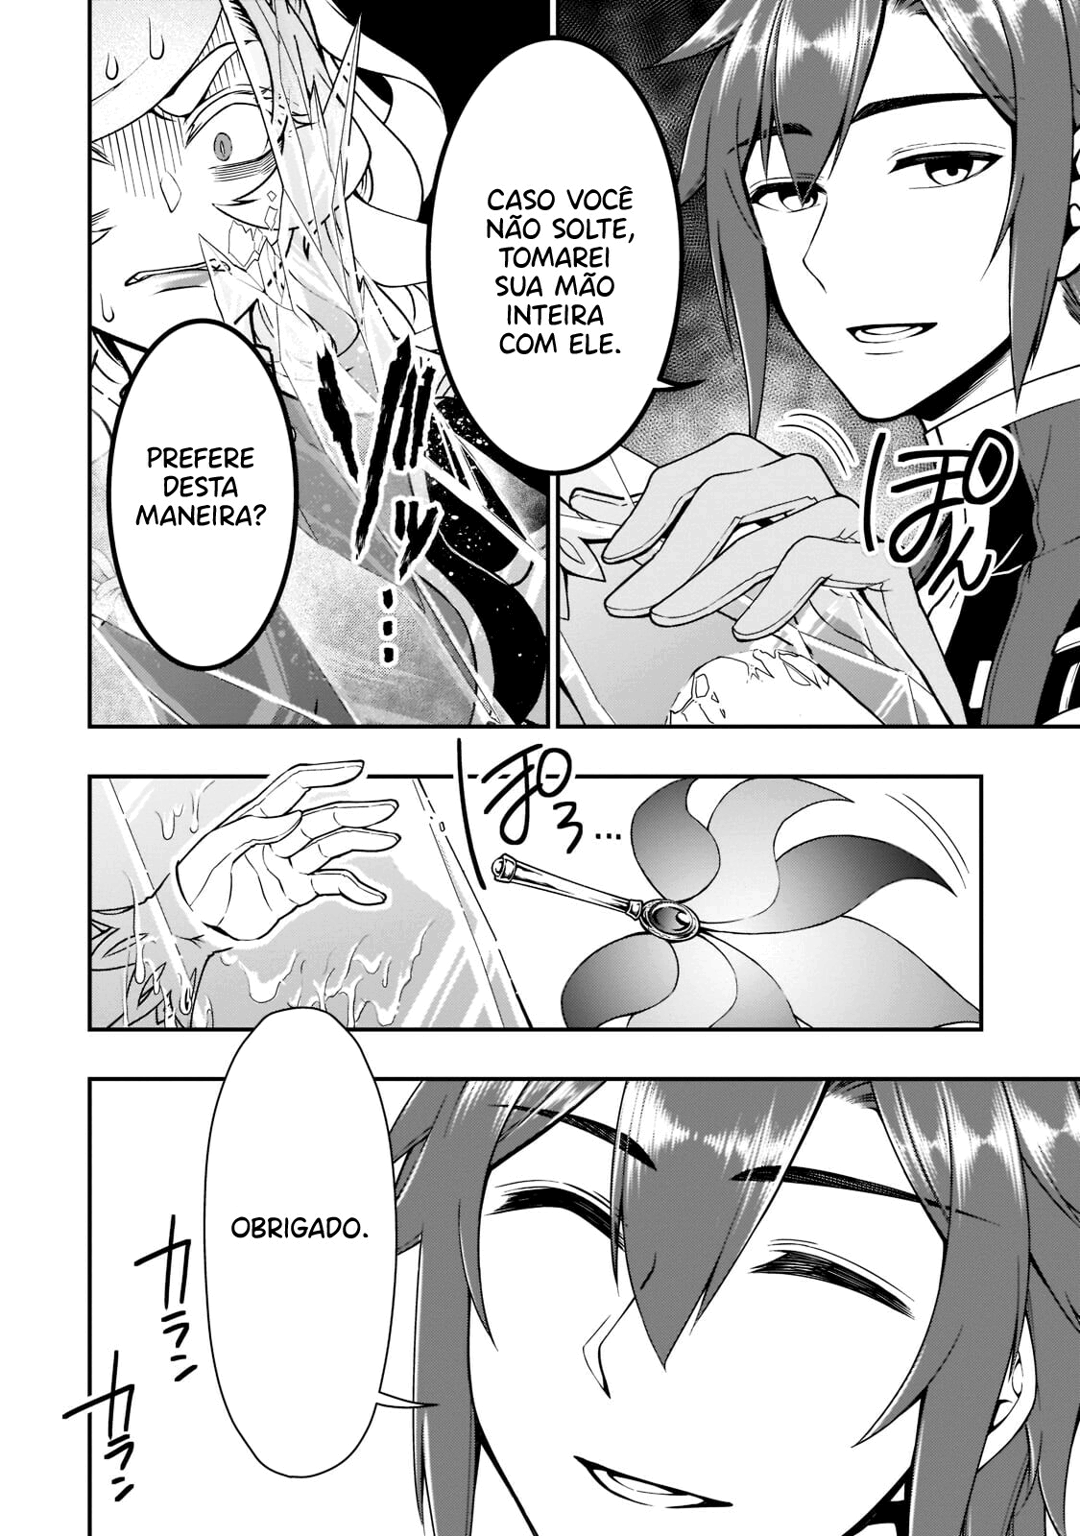 CASO VOCÊ
NÃO SOLTE,
TOMAREI
SUA MÃO
INTEIRA
COM ELE.
ぽん
PREFERE
DESTA
MANEIRA?
ぽろ…
OBRIGADO.
カラン
カラン